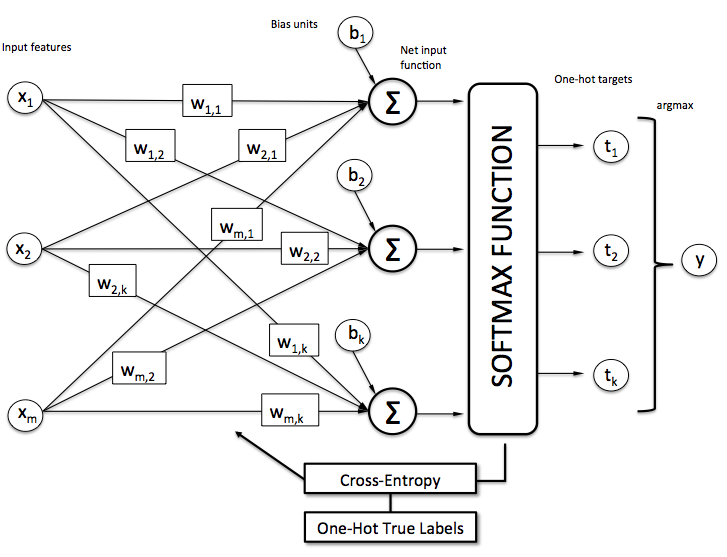 Bias units
b1
Input features
Net input
function
One-hot targets
argmax
x1
w1,1
Σ
w1,2
w2,1
t1
b2
wm,1
x2
w2,2
Σ
SOFTMAX FUNCTION
t2
y
w2,k
bk
w1,k
wm,2
tk
xm
wm,k
Σ
Cross-Entropy
One-Hot True Labels